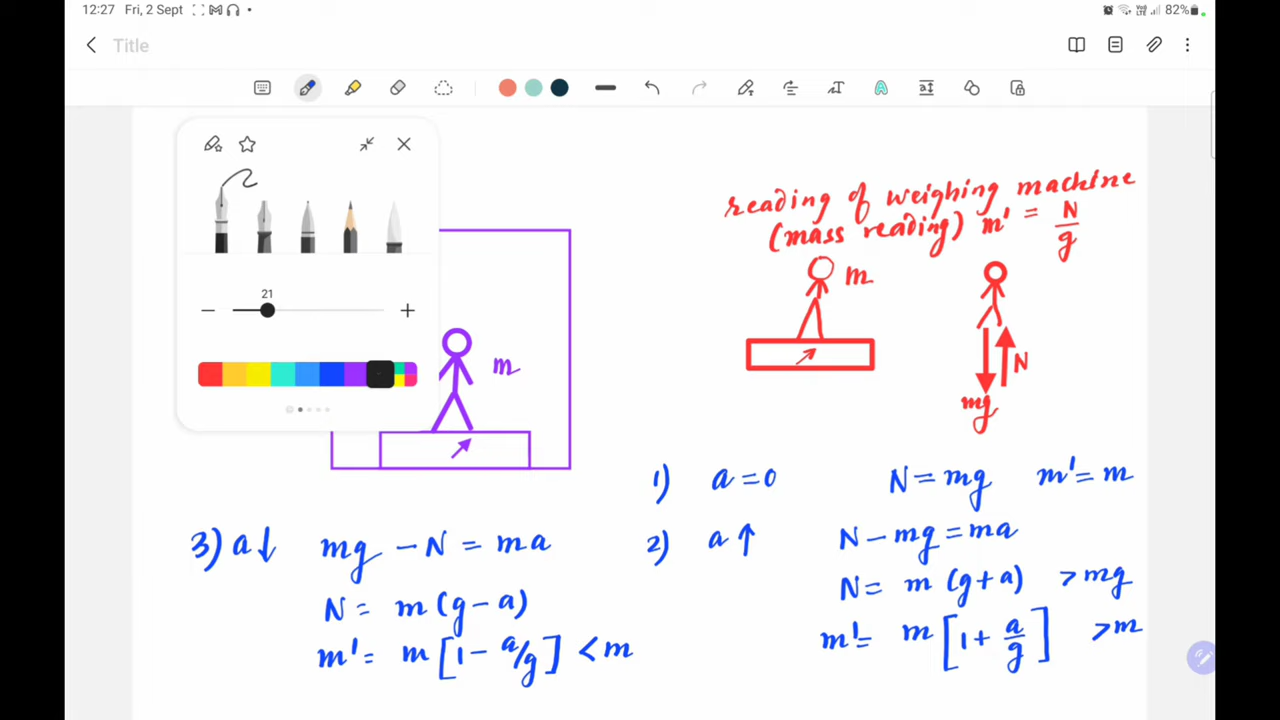 12:27 Fri, 2 Sept
82%
Title
21
reading of weighing machine
(mass reading) m' = N/g
m
m
N
mg
1) a = 0 N = mg m' = m
2) a↑ N - mg = ma
N = m (g + a) > mg
m' = m [1 + a/g] > m
3) a↓ mg - N = ma
N = m (g - a)
m' = m [1 - a/g] < m